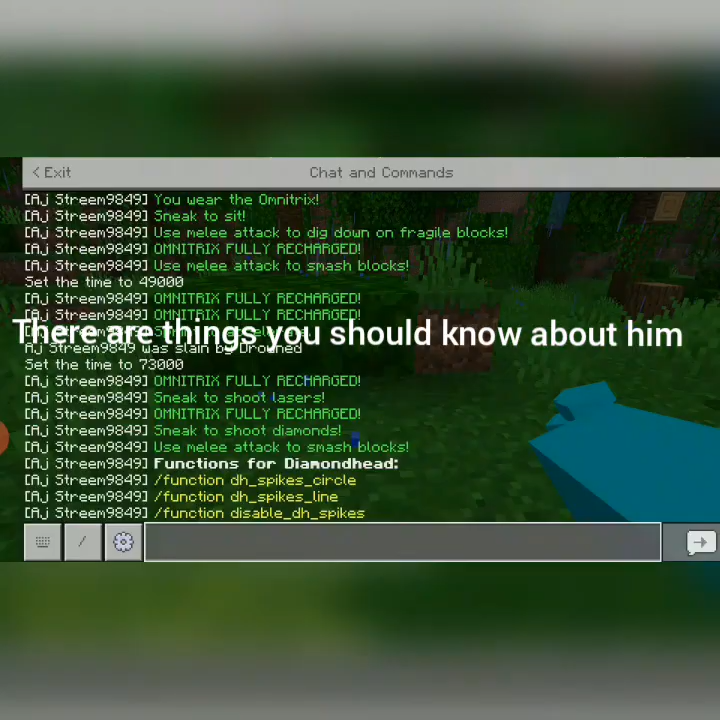 < Exit
Chat and Commands
[Aj Streem9849] You wear the Omnitrix!
[Aj Streem9849] Sneak to sit!
[Aj Streem9849] Use melee attack to dig down on fragile blocks!
[Aj Streem9849] OMNITRIX FULLY RECHARGED!
[Aj Streem9849] Use melee attack to smash blocks!
Set the time to 49000
[Aj Streem9849] OMNITRIX FULLY RECHARGED!
[Aj Streem9849] OMNITRIX FULLY RECHARGED!
There are things you should know about him
Aj Streem9849 was slain by Drowned
Set the time to 73000
[Aj Streem9849] OMNITRIX FULLY RECHARGED!
[Aj Streem9849] Sneak to shoot lasers!
[Aj Streem9849] OMNITRIX FULLY RECHARGED!
[Aj Streem9849] Sneak to shoot diamonds!
[Aj Streem9849] Use melee attack to smash blocks!
[Aj Streem9849] Functions for Diamondhead:
[Aj Streem9849] /function dh_spikes_circle
[Aj Streem9849] /function dh_spikes_line
[Aj Streem9849] /function disable_dh_spikes
/